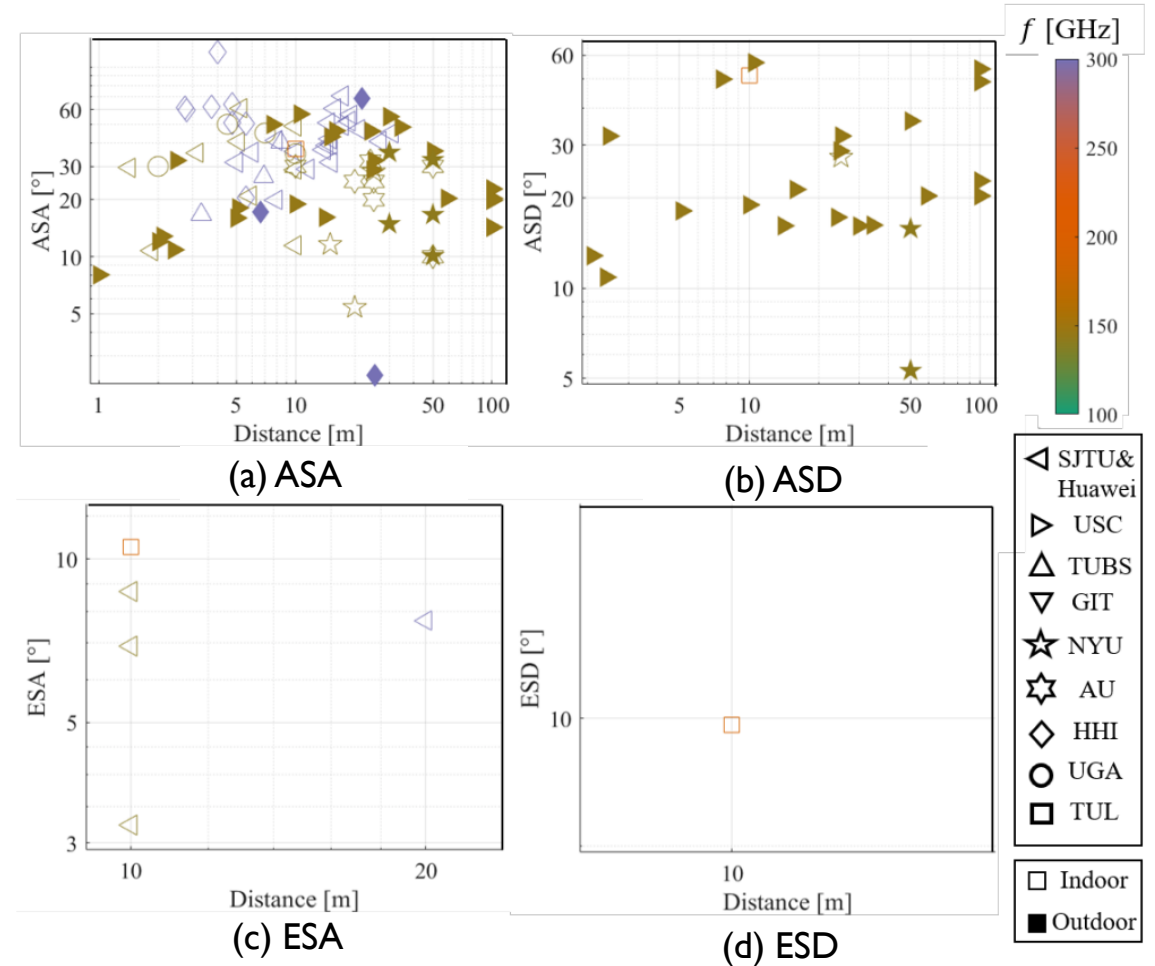 f [GHz]
300
250
200
150
100
60
30
20
10
5
ASA [°]
1
5
10
50
100
Distance [m]
(a) ASA
60
30
20
10
5
ASD [°]
5
10
50
100
Distance [m]
(b) ASD
10
5
3
ESA [°]
10
20
Distance [m]
(c) ESA
10
ESD [°]
10
Distance [m]
(d) ESD
SJTU&
Huawei
USC
TUBS
GIT
NYU
AU
HHI
UGA
TUL
Indoor
Outdoor